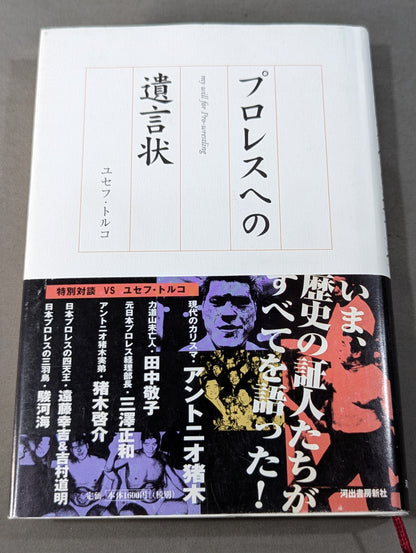 プロレスへの
my will for Pro-wrestling
遺言状
ユセフ・トルコ
いま、
歴史の証人たちが
すべてを語った!
特別対談 VS ユセフ・トルコ
現代のカリスマ・アントニオ猪木
力道山未亡人・田中敬子
元日本プロレス経理部長・三澤正和
アントニオ猪木実弟・猪木啓介
日本プロレスの四天王・遠藤幸吉&吉村道明
日本プロレスの三羽烏・駿河海
定価 本体1600円(税別)
河出書房新社